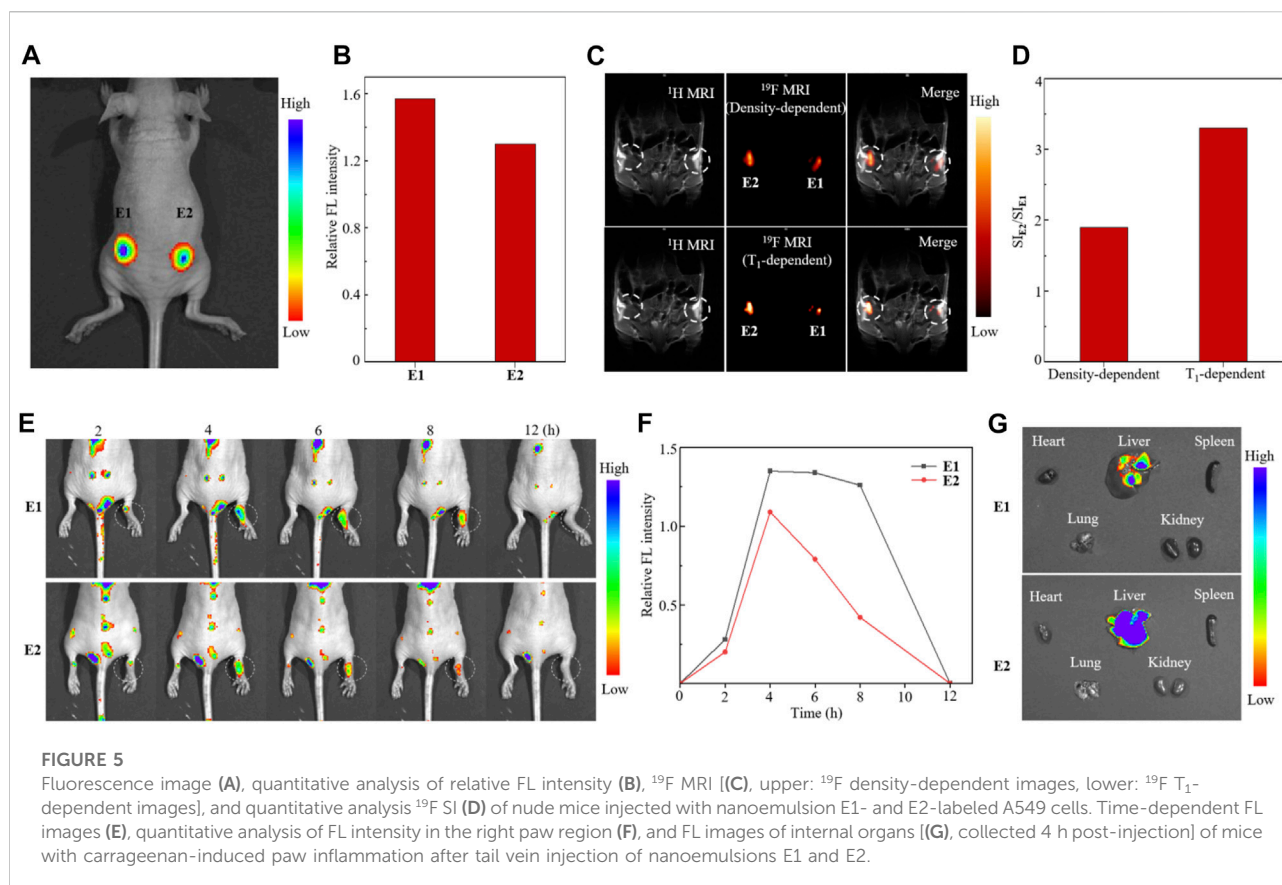 A
E1
E2
High
Low
B
Relative FL intensity
1.6
1.2
0.8
0.4
0
E1
E2
C
¹H MRI
¹⁹F MRI
(Density-dependent)
Merge
E2
E1
¹H MRI
¹⁹F MRI
(T₁-dependent)
Merge
E2
E1
High
Low
D
SI_E2/SI_E1
4
3
2
1
0
Density-dependent
T₁-dependent
E
2
4
6
8
12 (h)
E1
E2
High
Low
F
Relative FL intensity
1.5
1.25
1.0
0.75
0.5
0.25
E1
E2
0
2
4
6
8
10
12
Time (h)
G
Heart
Liver
Spleen
E1
Lung
Kidney
Heart
Liver
Spleen
E2
Lung
Kidney
High
Low
FIGURE 5
Fluorescence image (A), quantitative analysis of relative FL intensity (B), ¹⁹F MRI [(C), upper: ¹⁹F density-dependent images, lower: ¹⁹F T₁-
dependent images], and quantitative analysis ¹⁹F SI (D) of nude mice injected with nanoemulsion E1- and E2-labeled A549 cells. Time-dependent FL
images (E), quantitative analysis of FL intensity in the right paw region (F), and FL images of internal organs [(G), collected 4 h post-injection] of mice
with carrageenan-induced paw inflammation after tail vein injection of nanoemulsions E1 and E2.